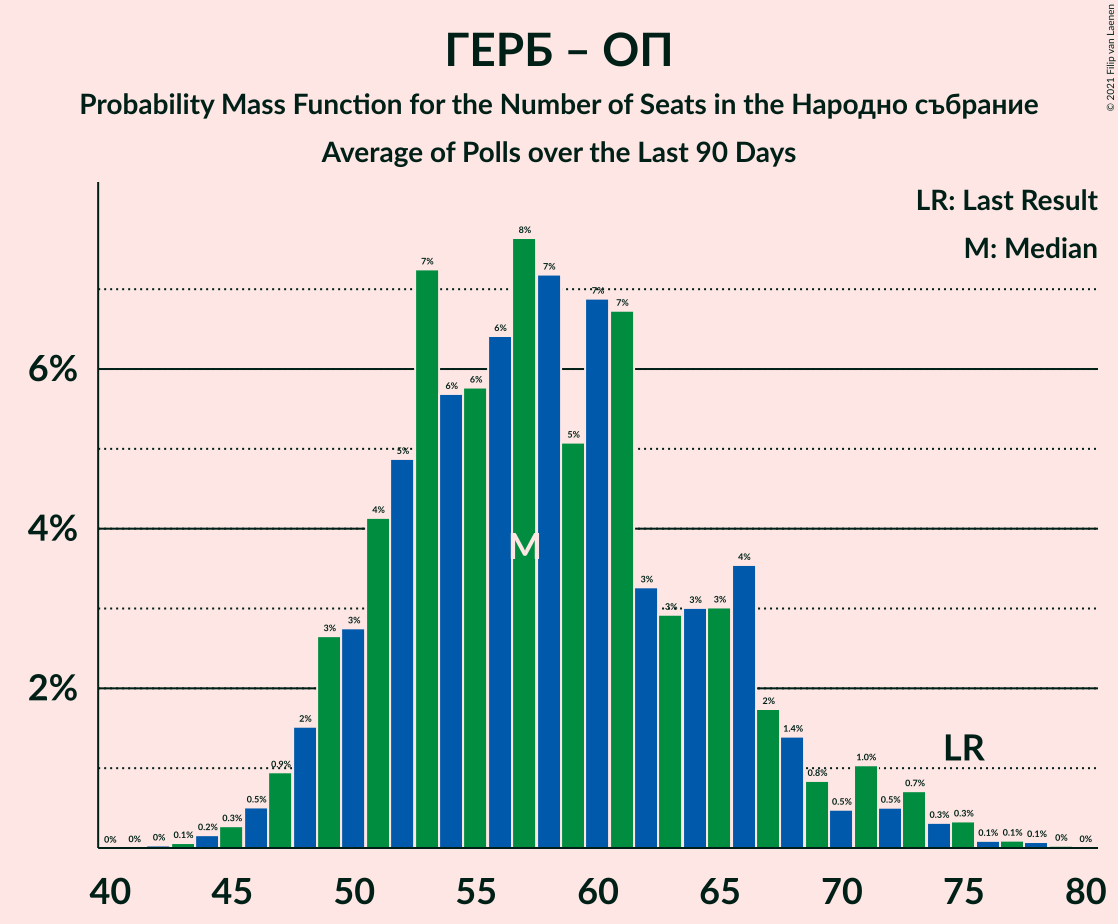 © 2021 Filip van Laenen
ГЕРБ – ОП
Probability Mass Function for the Number of Seats in the Народно събрание
Average of Polls over the Last 90 Days
LR: Last Result
M: Median
6%
4%
2%
0% 0% 0% 0.1% 0.2% 0.3% 0.5% 0.9% 2% 3% 3% 4% 5% 7% 6% 6% 6% 8% 7% 5% 7% 7% 3% 3% 3% 3% 4% 2% 1.4% 0.8% 0.5% 1.0% 0.5% 0.7% 0.3% 0.3% 0.1% 0.1% 0.1% 0% 0%
M
LR
40 45 50 55 60 65 70 75 80